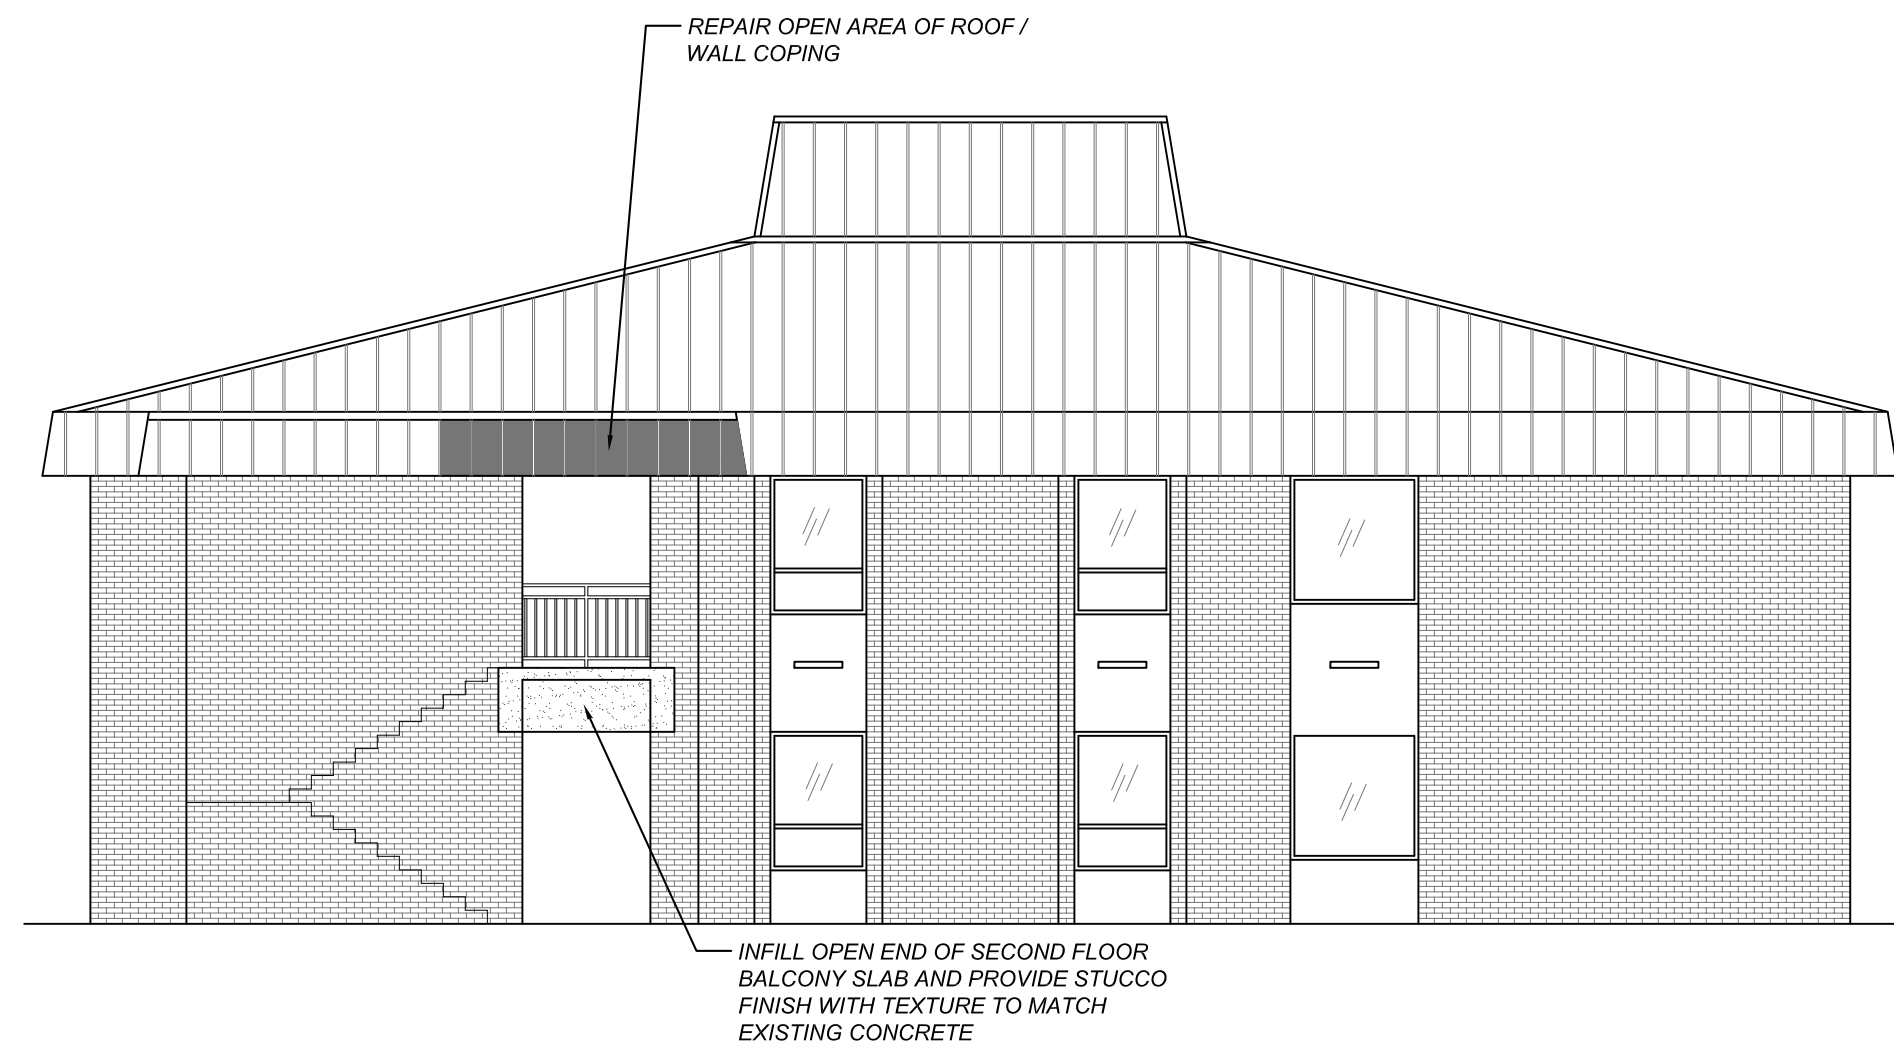 REPAIR OPEN AREA OF ROOF /
WALL COPING
INFILL OPEN END OF SECOND FLOOR
BALCONY SLAB AND PROVIDE STUCCO
FINISH WITH TEXTURE TO MATCH
EXISTING CONCRETE